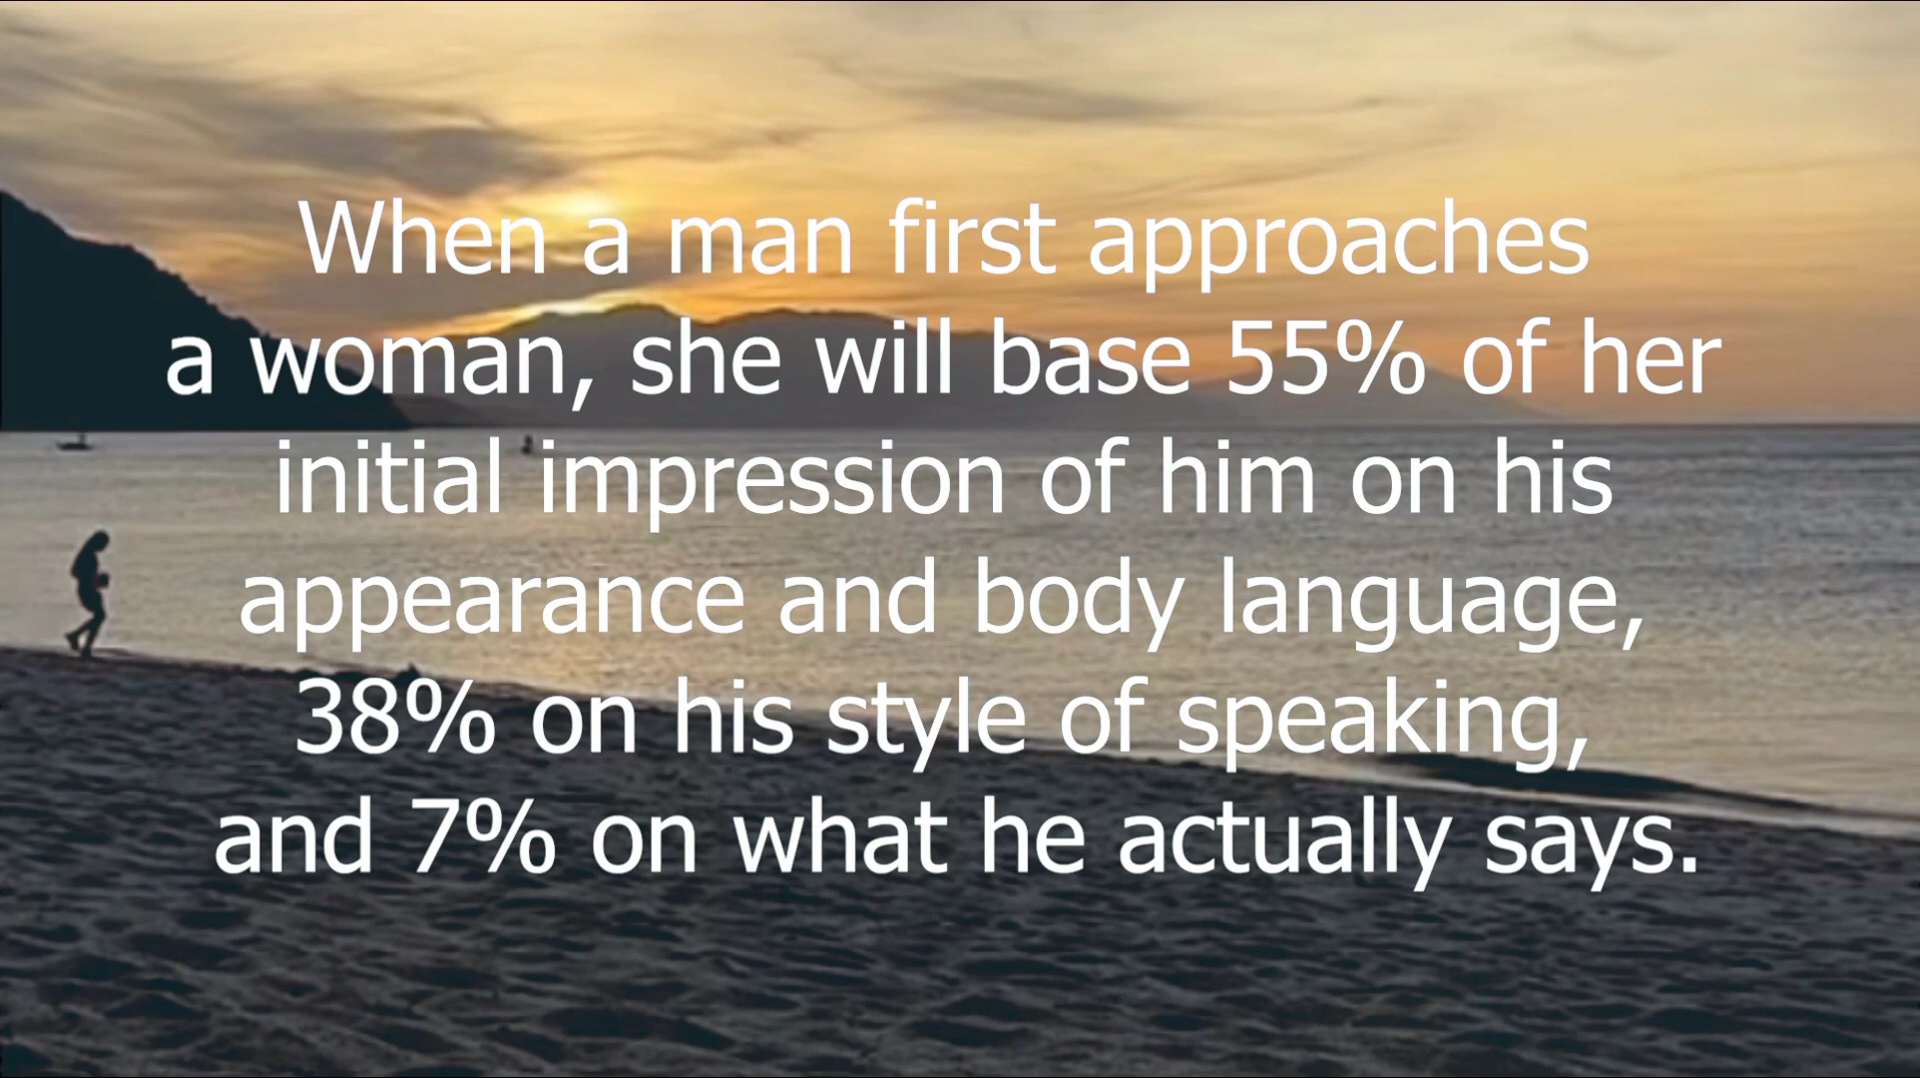 When a man first approaches
a woman, she will base 55% of her
initial impression of him on his
appearance and body language,
38% on his style of speaking,
and 7% on what he actually says.